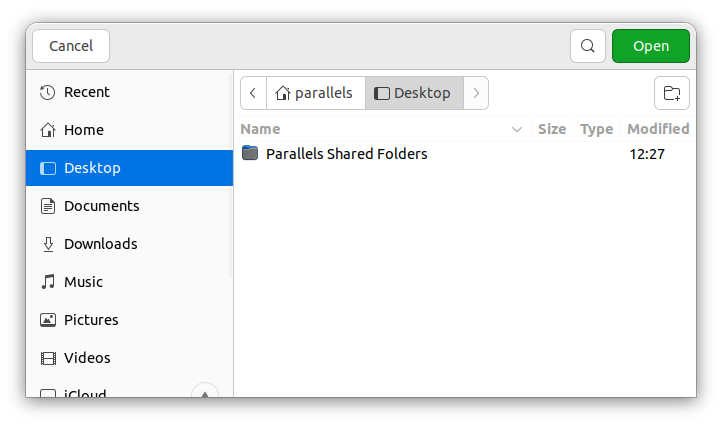 Cancel
Open
Recent
Home
Desktop
Documents
Downloads
Music
Pictures
Videos
iCloud
parallels Desktop
Name Size Type Modified
Parallels Shared Folders 12:27